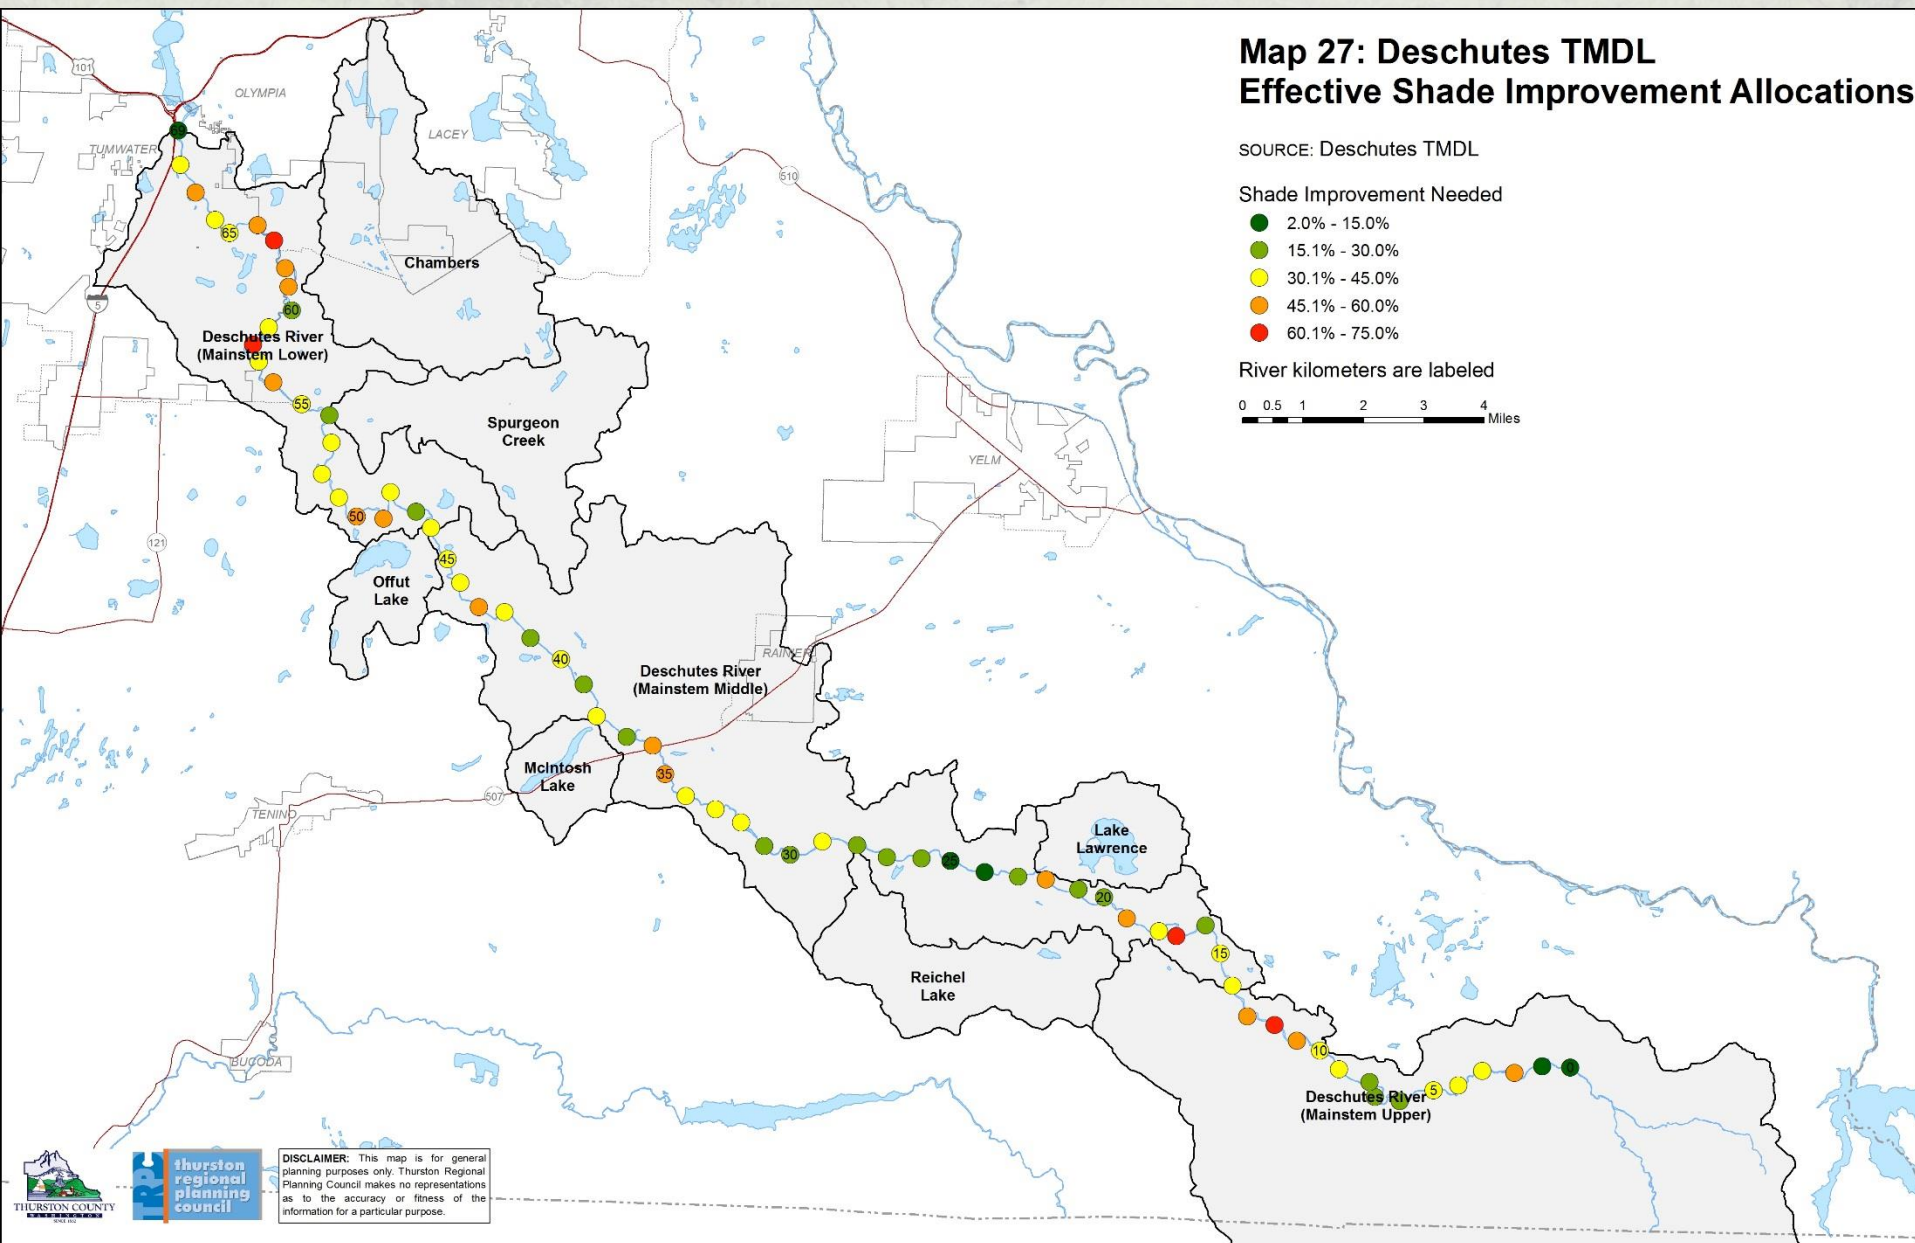 Map 27: Deschutes TMDL
Effective Shade Improvement Allocations
SOURCE: Deschutes TMDL
Shade Improvement Needed
2.0% - 15.0%
15.1% - 30.0%
30.1% - 45.0%
45.1% - 60.0%
60.1% - 75.0%
River kilometers are labeled
0 0.5 1 2 3 4
Miles
101
OLYMPIA
LACEY
TUMWATER
69
510
65
Chambers
5
60
Deschutes River
(Mainstem Lower)
55
Spurgeon
Creek
YELM
50
121
45
Offut
Lake
40
RAINIER
Deschutes River
(Mainstem Middle)
35
McIntosh
Lake
507
TENINO
30
25
Lake
Lawrence
20
15
Reichel
Lake
10
BUCODA
5
0
Deschutes River
(Mainstem Upper)
THURSTON COUNTY
WASHINGTON
SINCE 1852
TRPC
thurston
regional
planning
council
DISCLAIMER: This map is for general
planning purposes only. Thurston Regional
Planning Council makes no representations
as to the accuracy or fitness of the
information for a particular purpose.